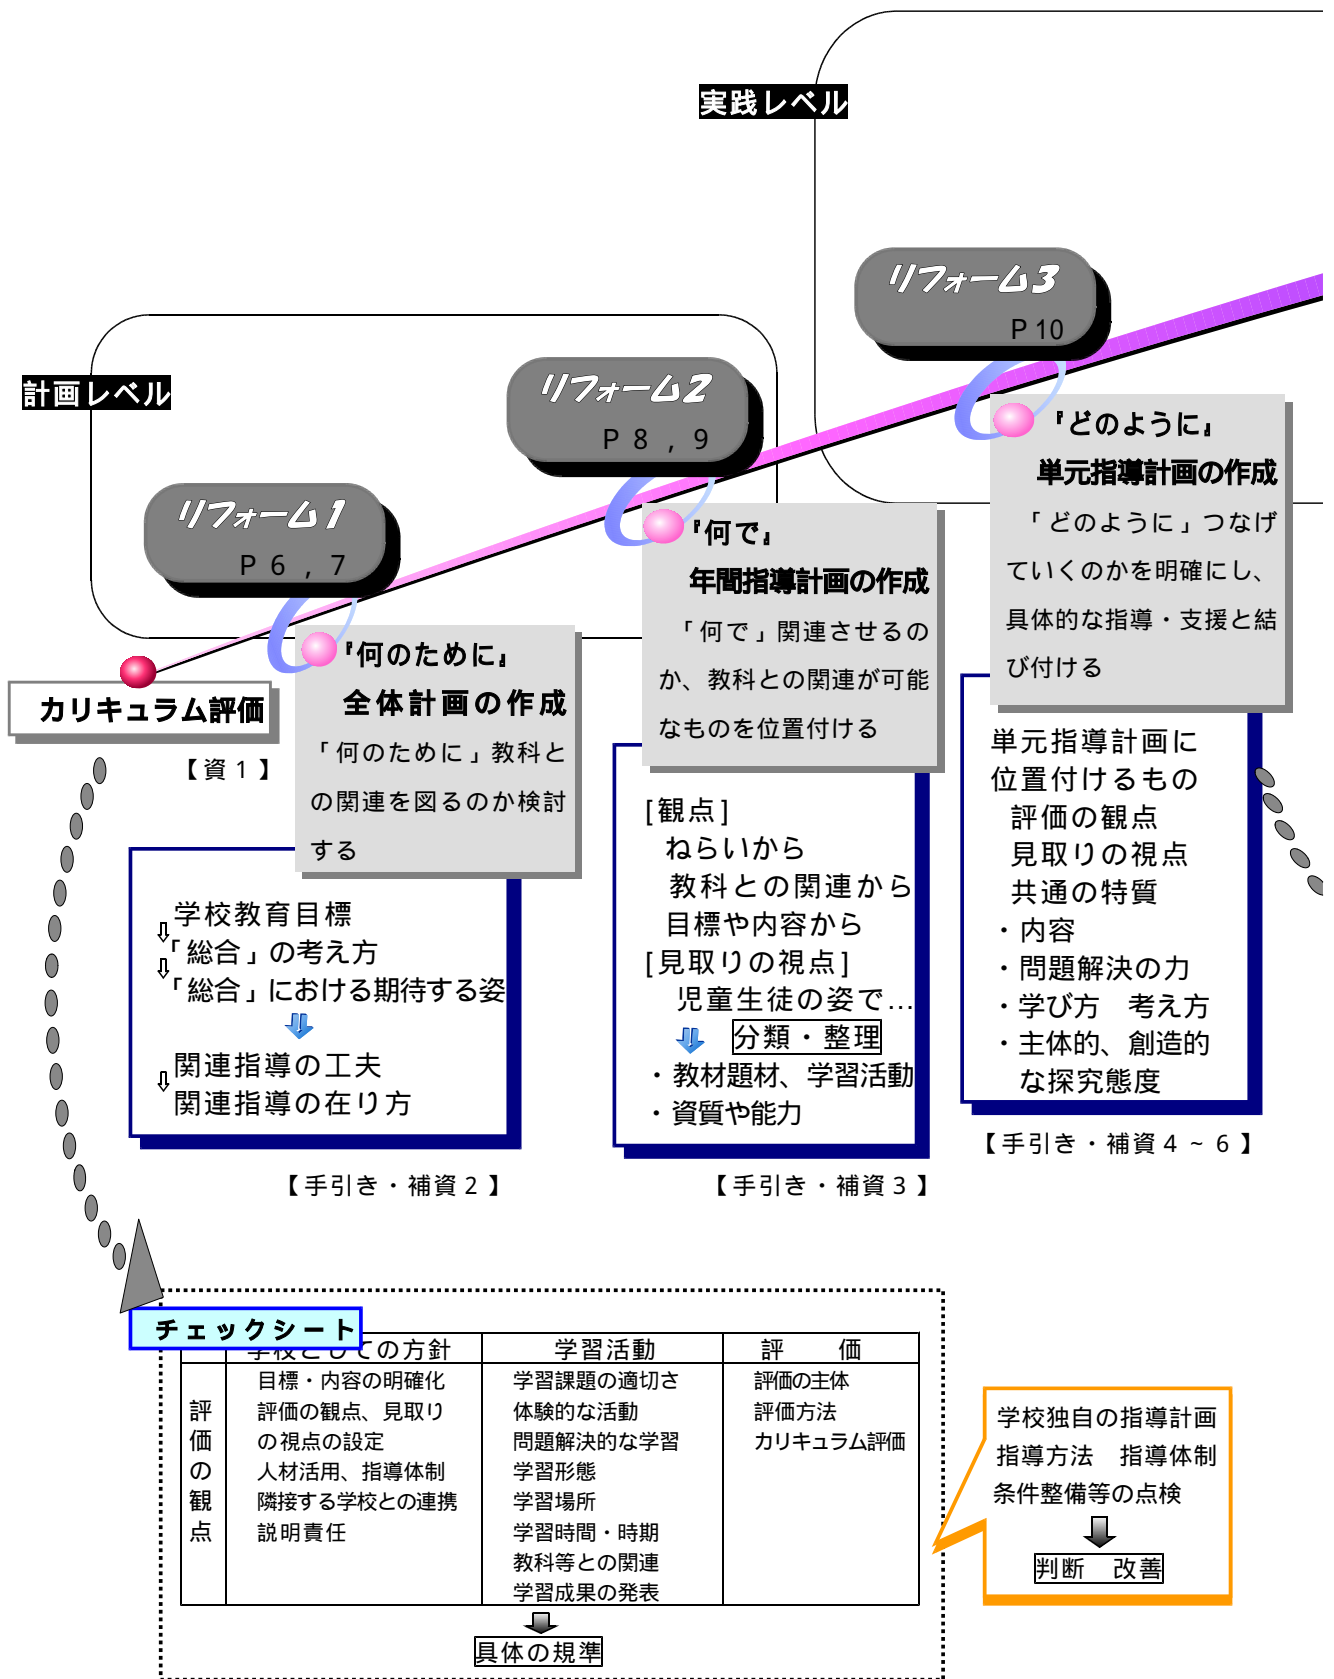 実践レベル
リフォーム3
P 10
計画レベル
リフォーム2
P 8 , 9
リフォーム1
P 6 , 7
『どのように』
単元指導計画の作成
「どのように」つなげ
ていくのかを明確にし、
具体的な指導・支援と結
び付ける
『何で』
年間指導計画の作成
「何で」関連させるの
か、教科との関連が可能
なものを位置付ける
『何のために』
全体計画の作成
「何のために」教科と
の関連を図るのか検討
する
カリキュラム評価
【資1】
学校教育目標
「総合」の考え方
「総合」における期待する姿
関連指導の工夫
関連指導の在り方
【手引き・補資2】
[観点]
ねらいから
教科との関連から
目標や内容から
[見取りの視点]
児童生徒の姿で…
分類・整理
・教材題材、学習活動
・資質や能力
【手引き・補資3】
単元指導計画に
位置付けるもの
評価の観点
見取りの視点
共通の特質
・内容
・問題解決の力
・学び方　考え方
・主体的、創造的
な探究態度
【手引き・補資4～6】
チェックシート
学校としての方針
学習活動
評　価
評価の観点
目標・内容の明確化
評価の観点、見取り
の視点の設定
人材活用、指導体制
隣接する学校との連携
説明責任
学習課題の適切さ
体験的な活動
問題解決的な学習
学習形態
学習場所
学習時間・時期
教科等との関連
学習成果の発表
評価の主体
評価方法
カリキュラム評価
具体の規準
学校独自の指導計画
指導方法　指導体制
条件整備等の点検
判断　改善